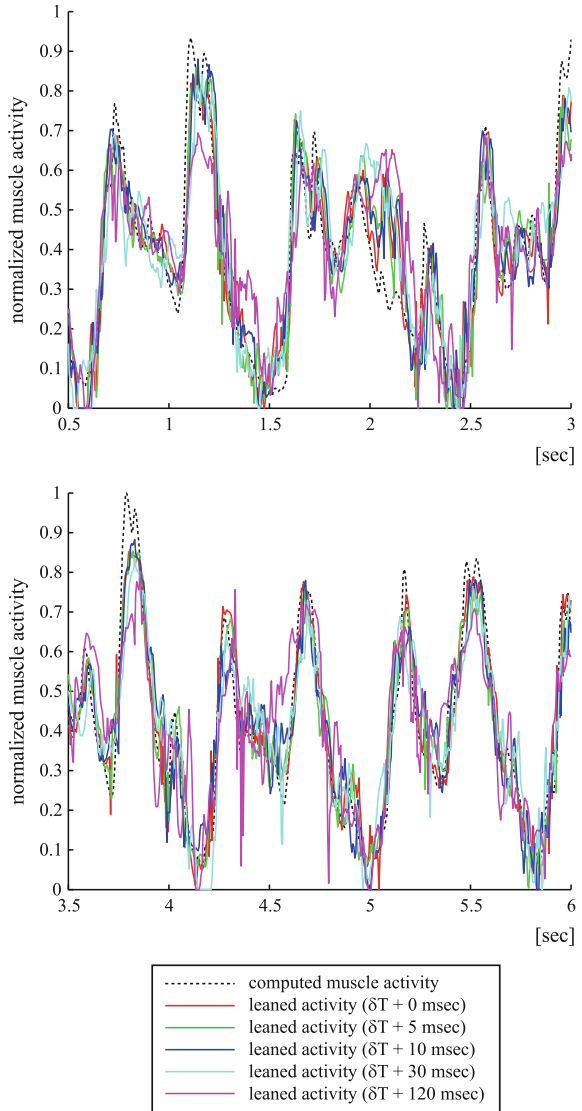 1
0.9
0.8
0.7
0.6
0.5
0.4
0.3
0.2
0.1
0
normalized muscle activity
0.5 1 1.5 2 2.5 3
[sec]
1
0.9
0.8
0.7
0.6
0.5
0.4
0.3
0.2
0.1
0
normalized muscle activity
3.5 4 4.5 5 5.5 6
[sec]
computed muscle activity
leaned activity (δT + 0 msec)
leaned activity (δT + 5 msec)
leaned activity (δT + 10 msec)
leaned activity (δT + 30 msec)
leaned activity (δT + 120 msec)